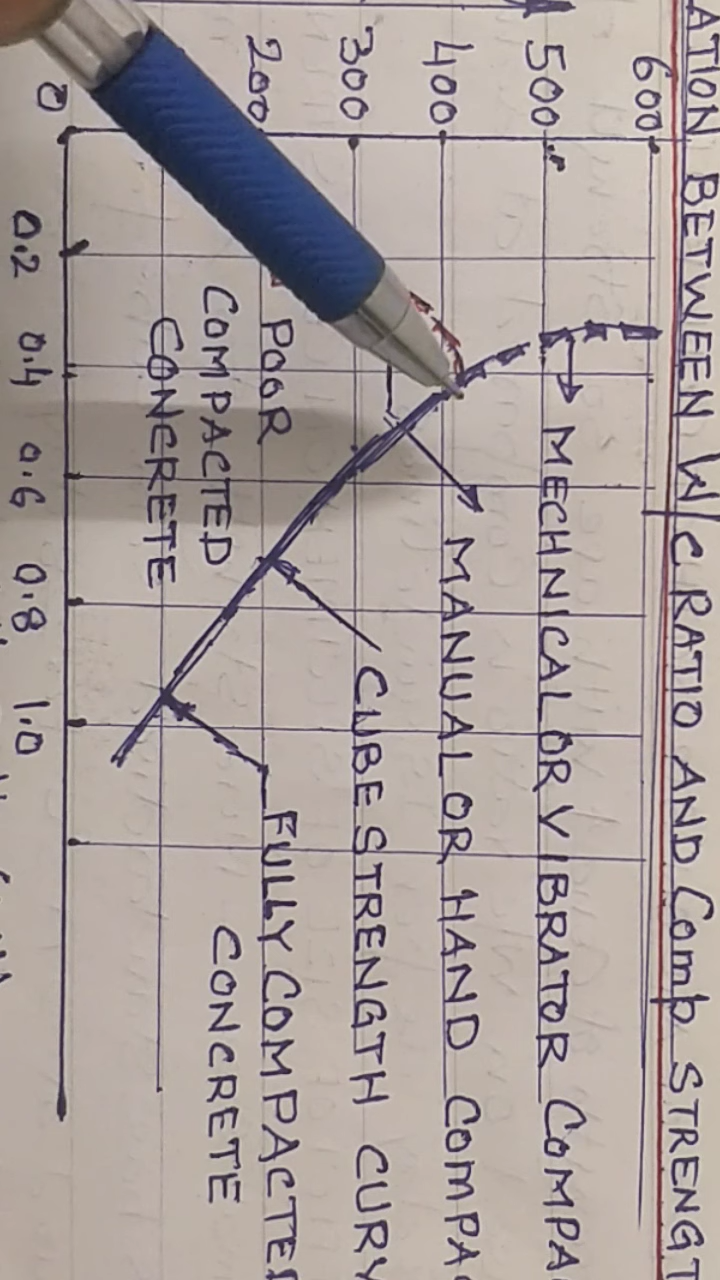 ATION BETWEEN W/C RATIO AND Comp STRENGT
600
500
MECHNICAL OR VIBRATOR COMPA
400
MANUAL OR HAND COMPA
300
CUBE STRENGTH CURV
200
POOR
COMPACTED
CONCRETE
FULLY COMPACTED
CONCRETE
0
0.2 0.4 0.6 0.8 1.0